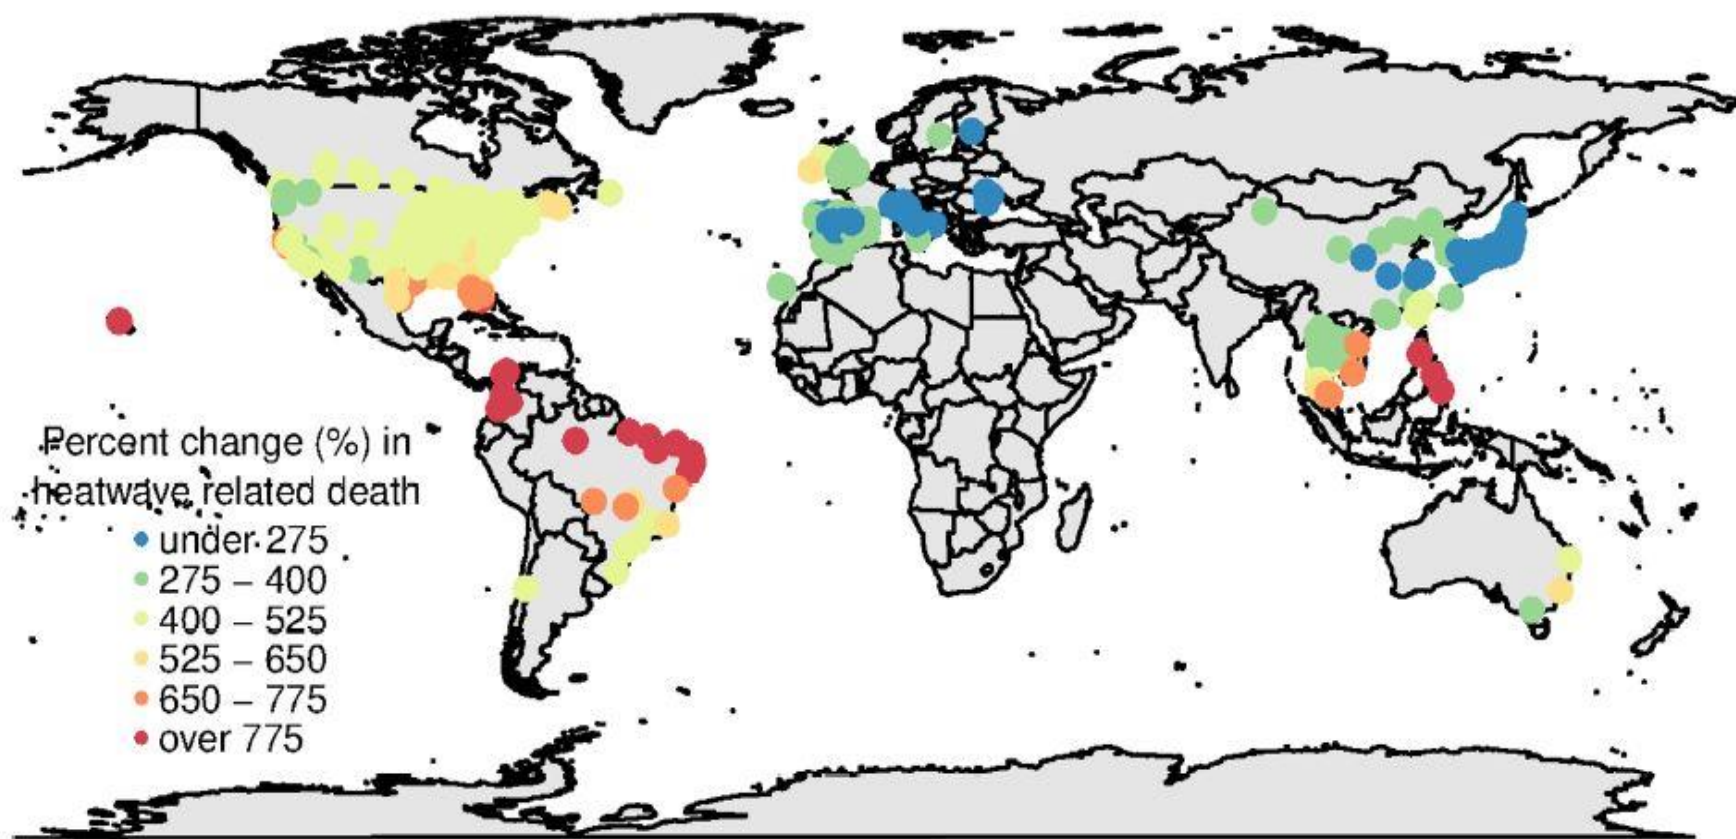 Percent change (%) in
heatwave related death
under 275
275 – 400
400 – 525
525 – 650
650 – 775
over 775